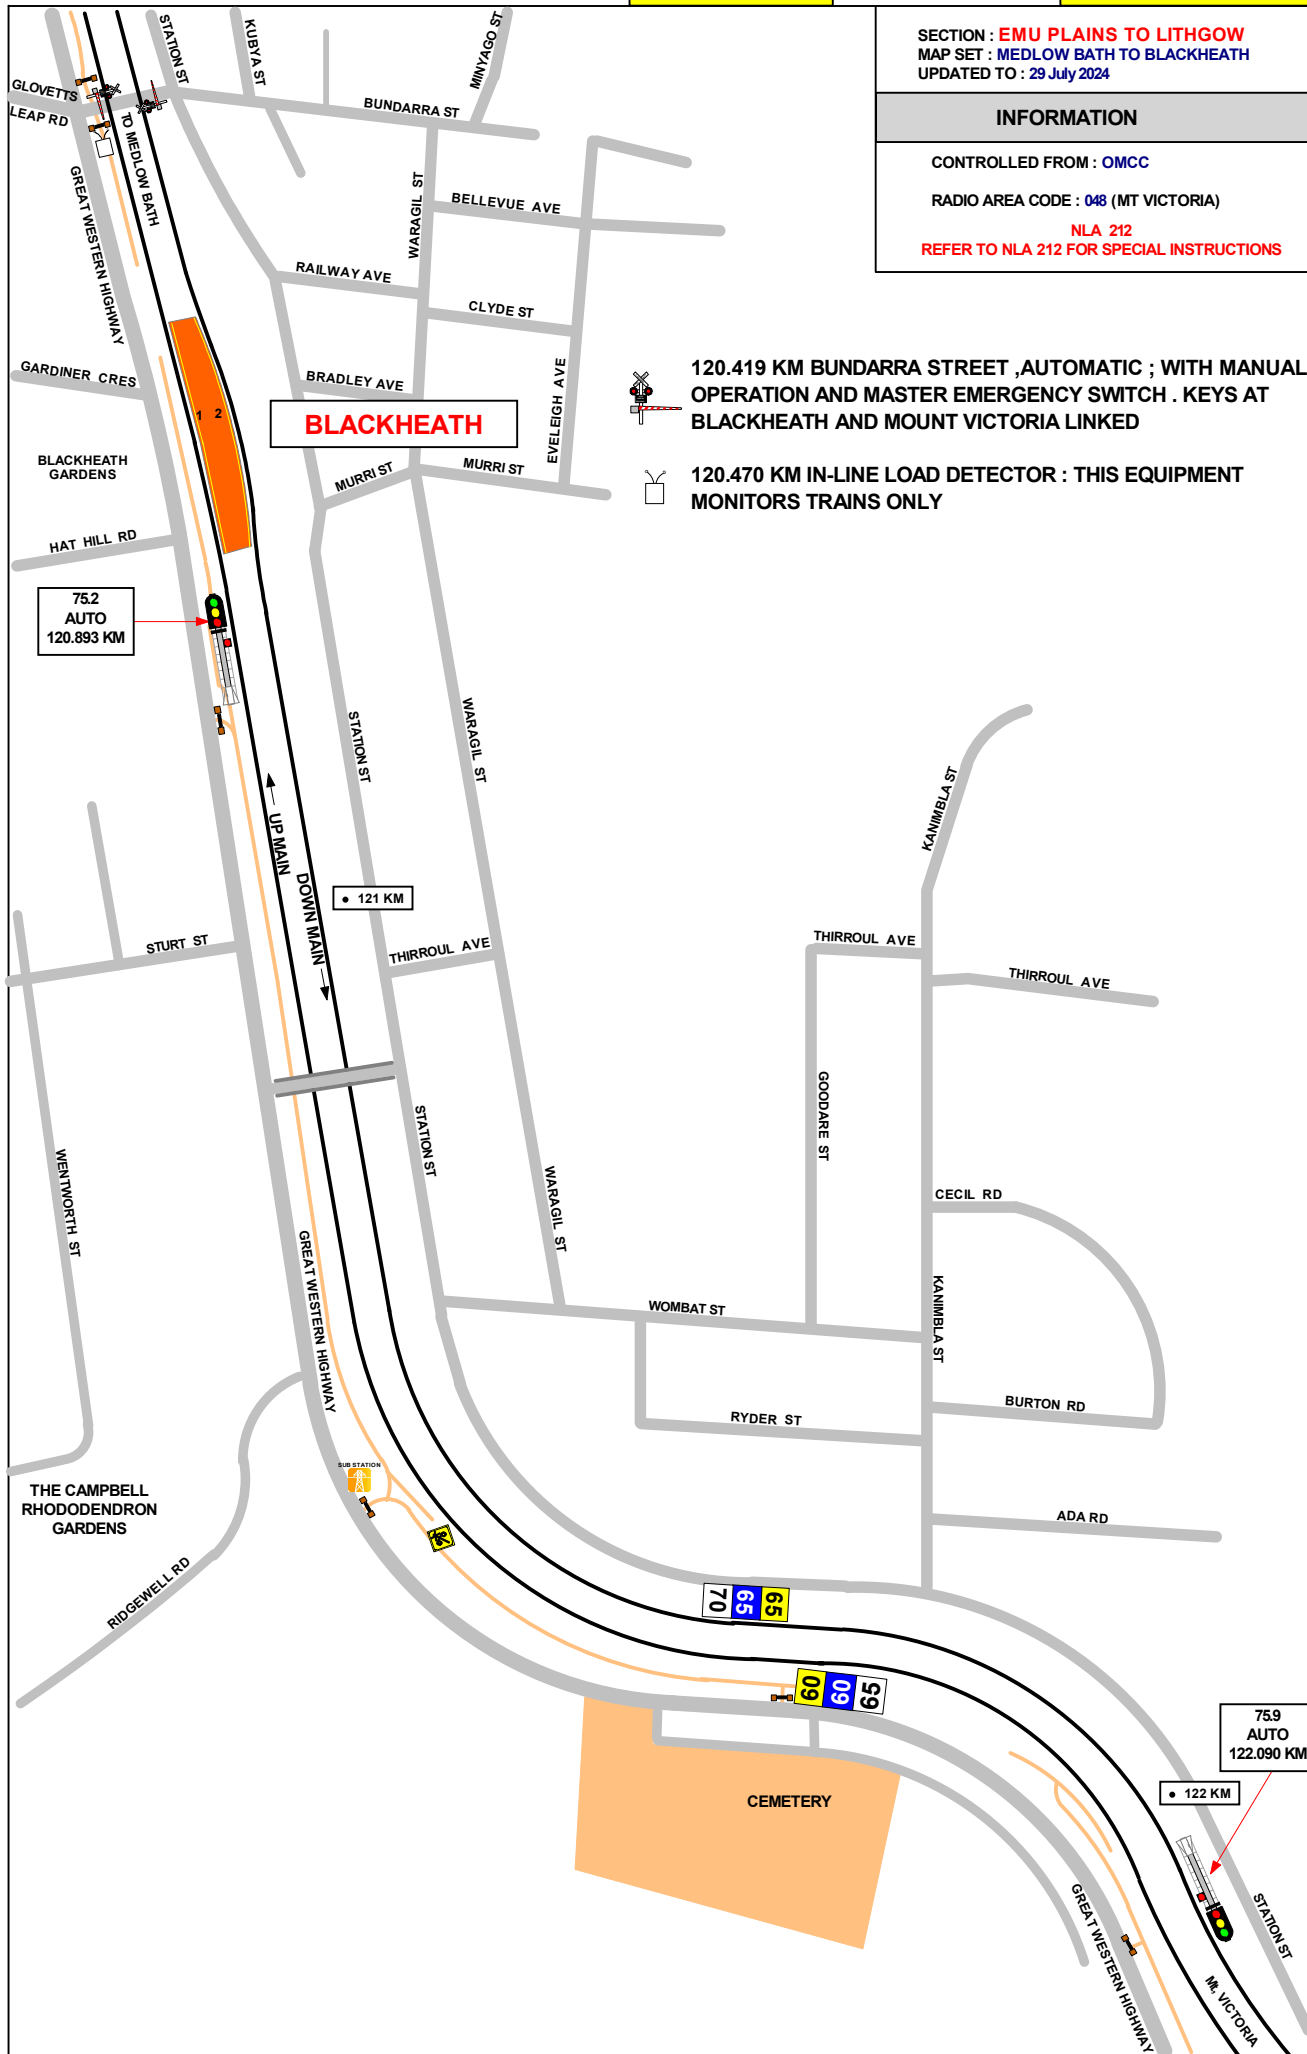 SECTION : EMU PLAINS TO LITHGOW
MAP SET : MEDLOW BATH TO BLACKHEATH
UPDATED TO : 29 July 2024
INFORMATION
CONTROLLED FROM : OMCC
RADIO AREA CODE : 048 (MT VICTORIA)
NLA 212
REFER TO NLA 212 FOR SPECIAL INSTRUCTIONS
STATION ST
KUBYA ST
MINYAGO ST
GLOVETTS
LEAP RD
BUNDARRA ST
TO MEDLOW BATH
GREAT WESTERN HIGHWAY
WARAGIL ST
BELLEVUE AVE
RAILWAY AVE
CLYDE ST
GARDINER CRES
BRADLEY AVE
EVELEIGH AVE
1 2
BLACKHEATH
120.419 KM BUNDARRA STREET ,AUTOMATIC ; WITH MANUAL
OPERATION AND MASTER EMERGENCY SWITCH . KEYS AT
BLACKHEATH AND MOUNT VICTORIA LINKED
BLACKHEATH
GARDENS
MURRI ST
MURRI ST
120.470 KM IN-LINE LOAD DETECTOR : THIS EQUIPMENT
MONITORS TRAINS ONLY
HAT HILL RD
75.2
AUTO
120.893 KM
STATION ST
WARAGIL ST
KANIMBLA ST
UP MAIN
DOWN MAIN
• 121 KM
STURT ST
THIRROUL AVE
THIRROUL AVE
THIRROUL AVE
GOODARE ST
STATION ST
WENTWORTH ST
WARAGIL ST
CECIL RD
GREAT WESTERN HIGHWAY
WOMBAT ST
KANIMBLA ST
RYDER ST
BURTON RD
SUB STATION
THE CAMPBELL
RHODODENDRON
GARDENS
ADA RD
RIDGEWELL RD
70 65 65
60 60 65
75.9
AUTO
122.090 KM
• 122 KM
CEMETERY
GREAT WESTERN HIGHWAY
STATION ST
Mt. VICTORIA